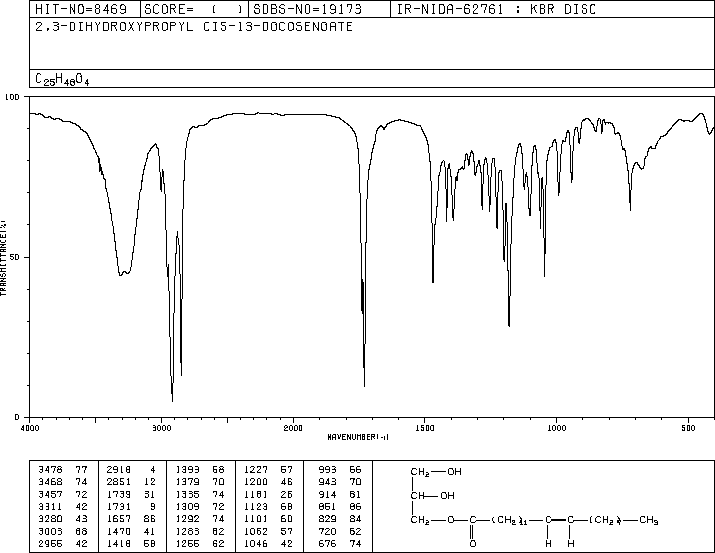 HIT-NO=8469 SCORE= ( ) SDBS-NO=19173 IR-NIDA-62761 : KBR DISC
2,3-DIHYDROXYPROPYL CIS-13-DOCOSENOATE
C25H48O4
100
50
0
TRANSMITTANCE(%)
4000 3000 2000 1500 1000 500
WAVENUMBER(-1)
3478 77 2918 4 1393 68 1227 57 993 66
3468 74 2851 12 1379 70 1200 46 943 70
3457 72 1739 31 1335 74 1181 26 914 81
3311 42 1731 9 1309 72 1123 68 851 86
3280 43 1657 86 1292 74 1101 60 829 84
3003 68 1470 41 1283 62 1062 57 720 62
2955 42 1418 58 1255 62 1046 42 676 74
CH2-OH
CH-OH
CH2-O-C-(CH2)11-C=C-(CH2)7-CH3
O H H